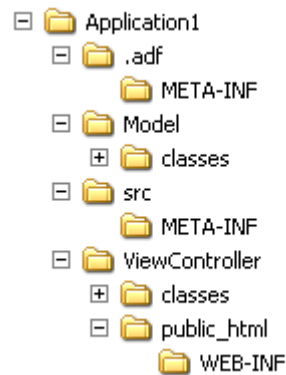 Application1
.adf
META-INF
Model
classes
src
META-INF
ViewController
classes
public_html
WEB-INF